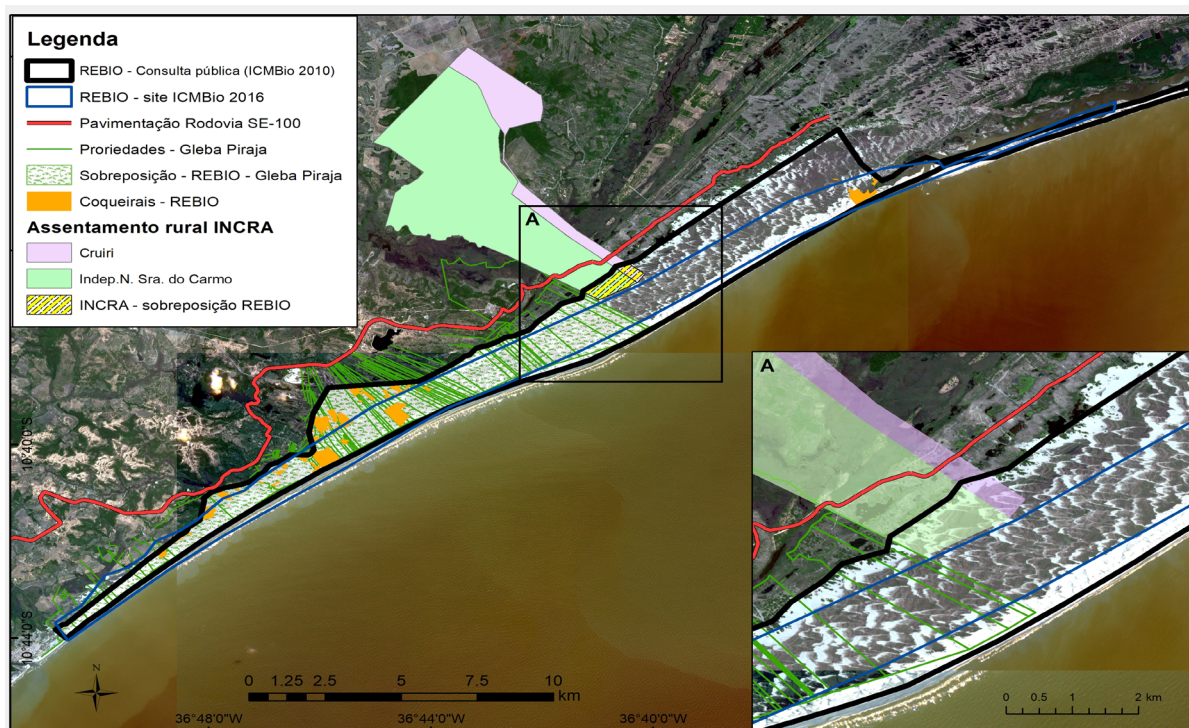 Legenda
REBIO - Consulta pública (ICMBio 2010)
REBIO - site ICMBio 2016
Pavimentação Rodovia SE-100
Proriedades - Gleba Piraja
Sobreposição - REBIO - Gleba Piraja
Coqueirais - REBIO
Assentamento rural INCRA
Cruiri
Indep.N. Sra. do Carmo
INCRA - sobreposição REBIO
A
A
10°40'0"S
10°44'0"S
N
0 1.25 2.5 5 7.5 10
km
0 0.5 1 2 km
36°48'0"W 36°44'0"W 36°40'0"W